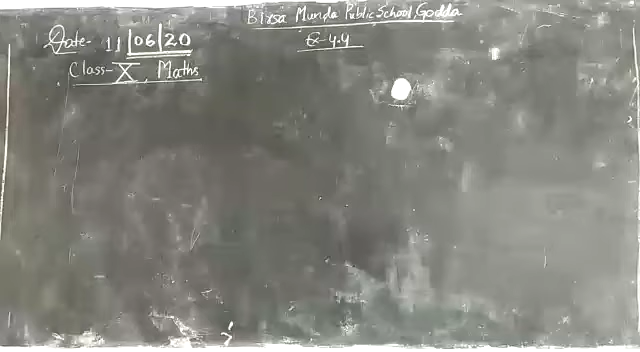 Birsa Munda Public School, Godda
Date- 11/06/20
Ex-4.4
Class-X, Maths